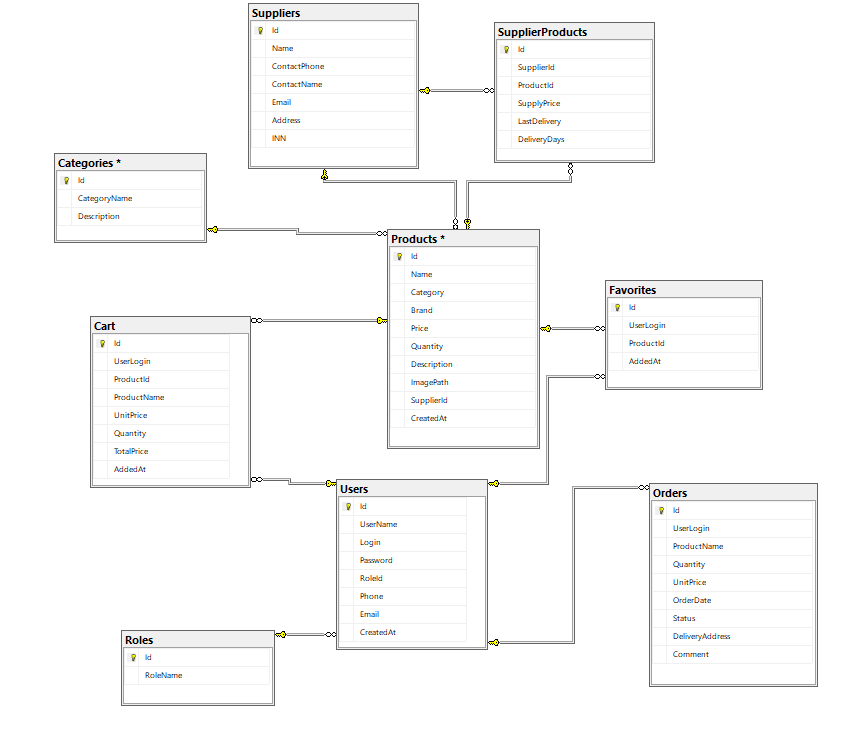 Suppliers
Id
Name
ContactPhone
ContactName
Email
Address
INN
SupplierProducts
Id
SupplierId
ProductId
SupplyPrice
LastDelivery
DeliveryDays
Categories *
Id
CategoryName
Description
Products *
Id
Name
Category
Brand
Price
Quantity
Description
ImagePath
SupplierId
CreatedAt
Favorites
Id
UserLogin
ProductId
AddedAt
Cart
Id
UserLogin
ProductId
ProductName
UnitPrice
Quantity
TotalPrice
AddedAt
Users
Id
UserName
Login
Password
RoleId
Phone
Email
CreatedAt
Orders
Id
UserLogin
ProductName
Quantity
UnitPrice
OrderDate
Status
DeliveryAddress
Comment
Roles
Id
RoleName